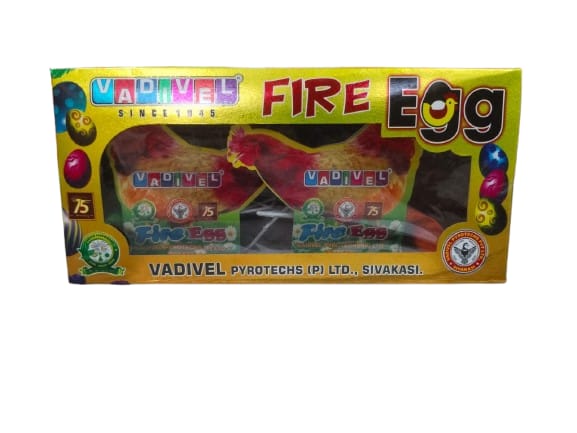 VADIVEL
SINCE 1945
FIRE Egg
VADIVEL
VADIVEL
75
75
75
Fire Egg
Fire Egg
VADIVEL PYROTECHS (P) LTD., SIVAKASI.